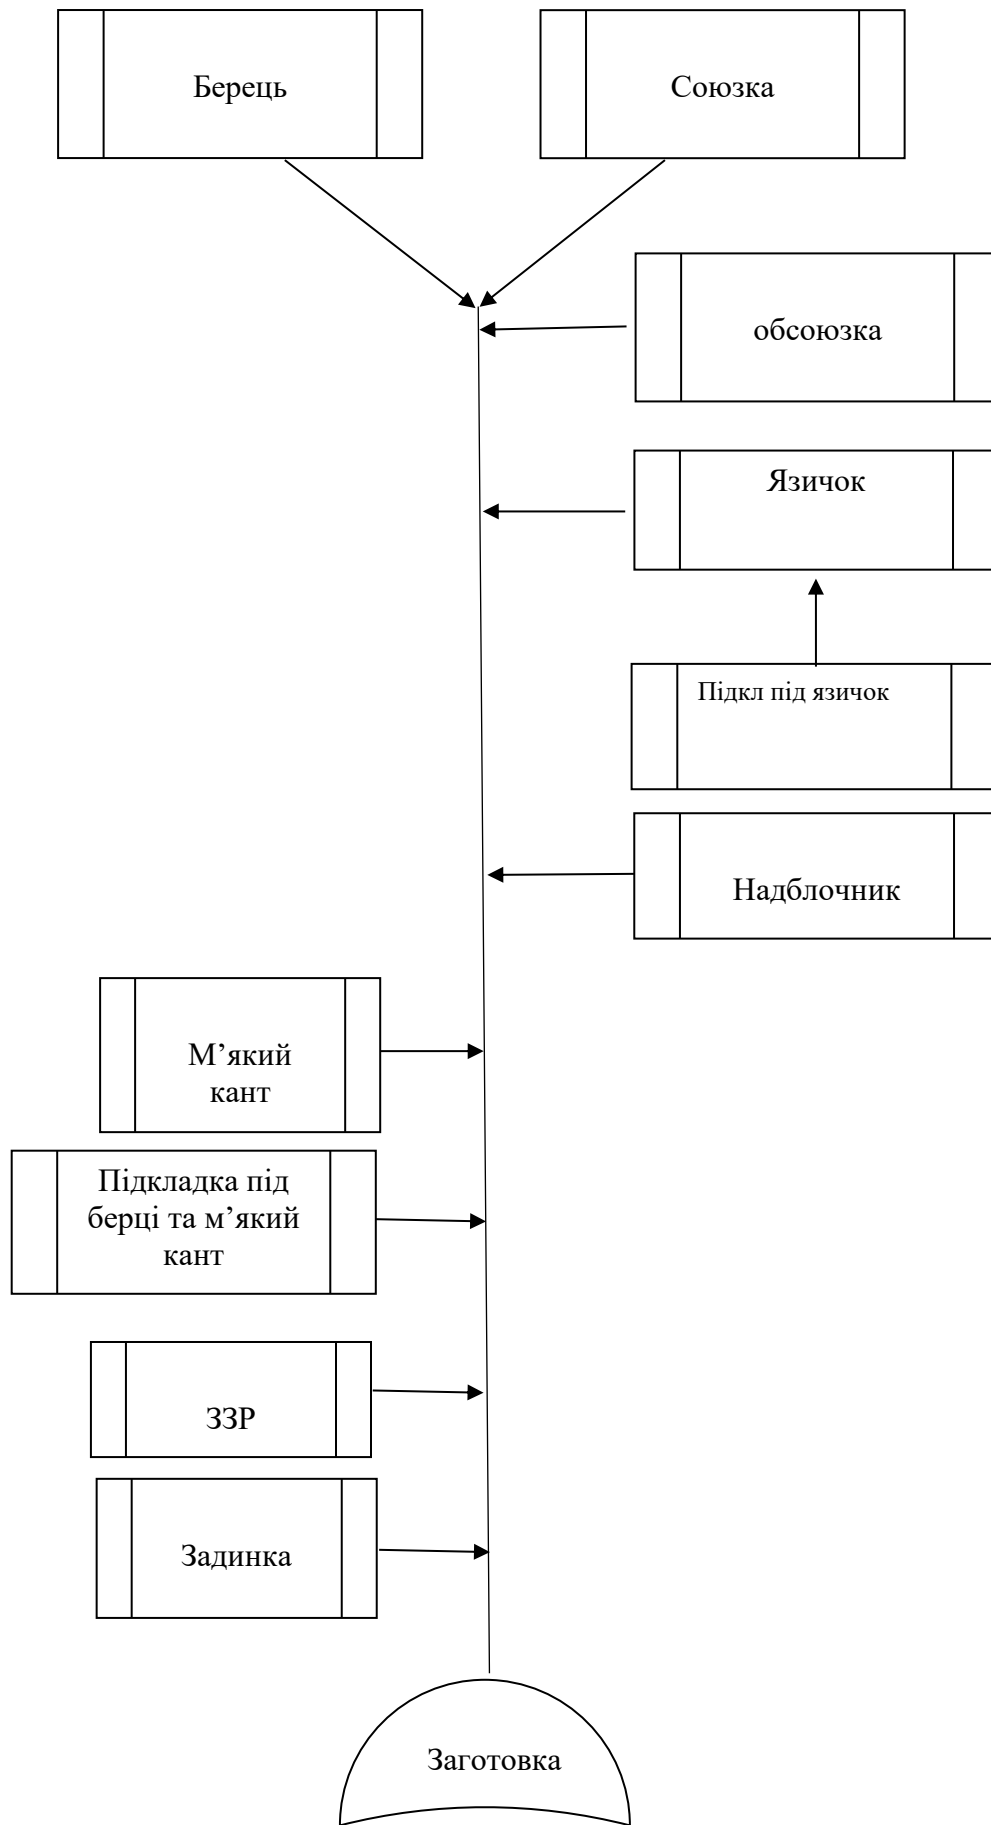 Берець
Союзка
обсоюзка
Язичок
Підкл під язичок
Надблочник
М’який
кант
Підкладка під
берці та м’який
кант
ЗЗР
Задинка
Заготовка